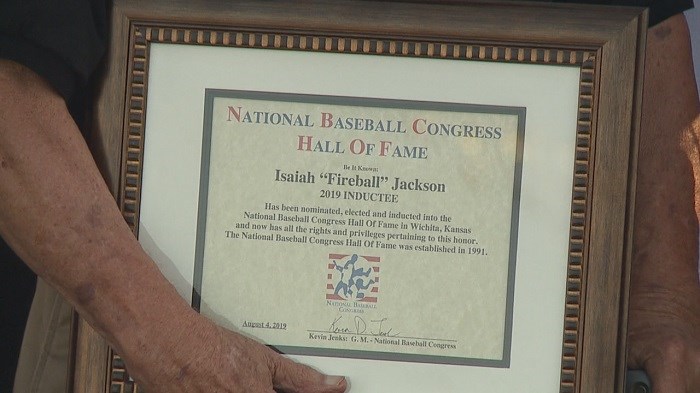 NATIONAL BASEBALL CONGRESS
HALL OF FAME
Be It Known:
Isaiah "Fireball" Jackson
2019 INDUCTEE
Has been nominated, elected and inducted into the
National Baseball Congress Hall Of Fame in Wichita, Kansas
and now has all the rights and privileges pertaining to this honor.
The National Baseball Congress Hall Of Fame was established in 1991.
NATIONAL BASEBALL
CONGRESS
August 4, 2019
Kevin Jenks: G. M. - National Baseball Congress